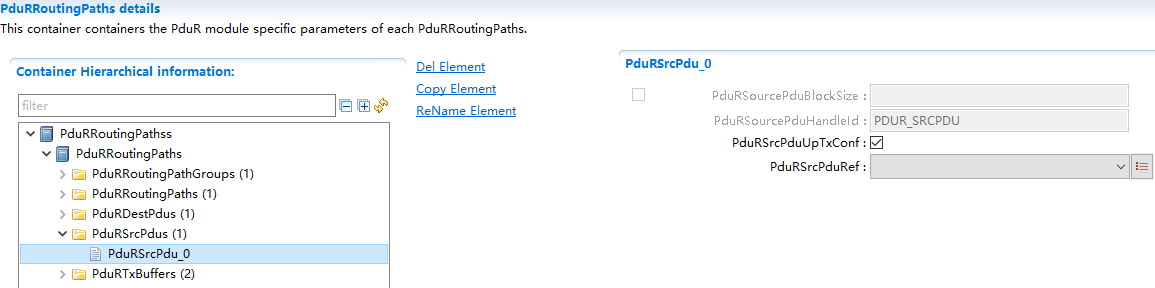 PduRRoutingPaths details
This container containers the PduR module specific parameters of each PduRRoutingPaths.
Container Hierarchical information:
filter
PduRRoutingPathss
PduRRoutingPaths
PduRRoutingPathGroups (1)
PduRRoutingPaths (1)
PduRDestPdus (1)
PduRSrcPdus (1)
PduRSrcPdu_0
PduRTxBuffers (2)
Del Element
Copy Element
ReName Element
PduRSrcPdu_0
PduRSourcePduBlockSize :
PduRSourcePduHandleId : PDUR_SRCPDU
PduRSrcPduUpTxConf :
PduRSrcPduRef :